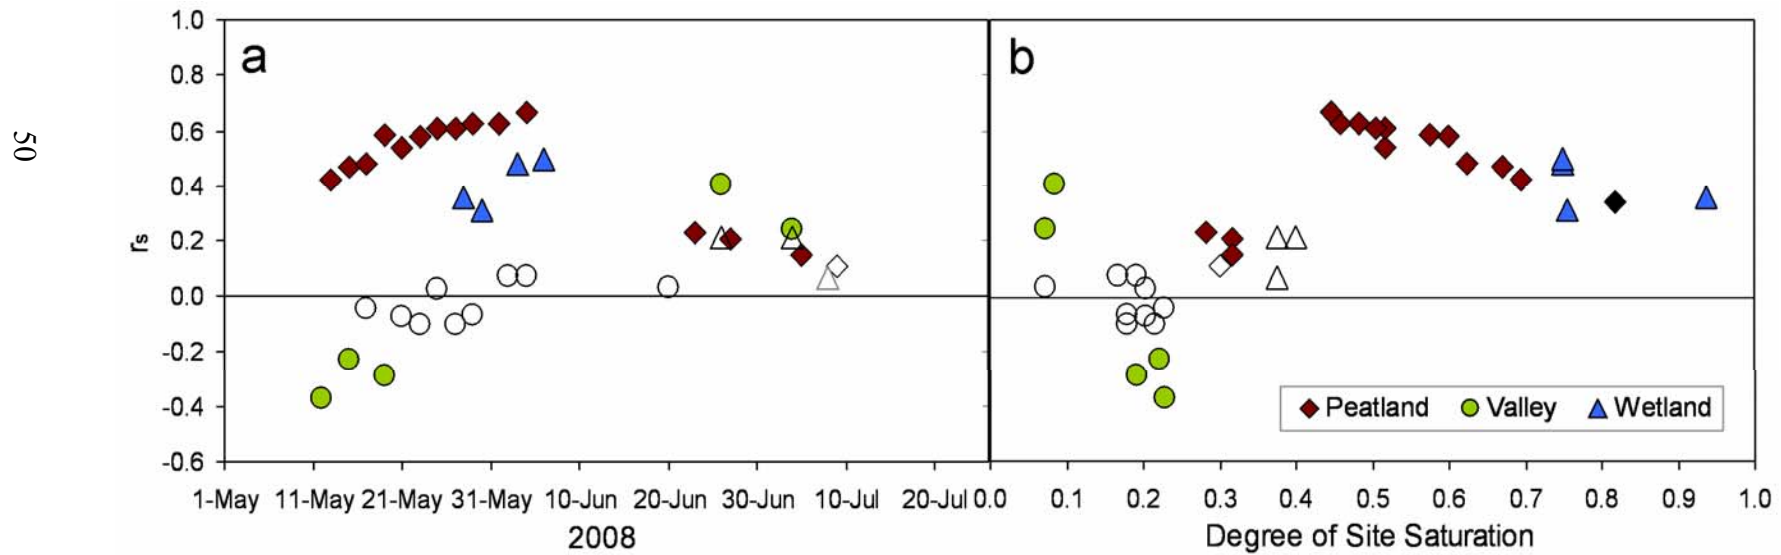 50
a
b
1.0
0.8
0.6
0.4
0.2
0.0
-0.2
-0.4
-0.6
rs
1-May 11-May 21-May 31-May 10-Jun 20-Jun 30-Jun 10-Jul 20-Jul
2008
0.0 0.1 0.2 0.3 0.4 0.5 0.6 0.7 0.8 0.9 1.0
Degree of Site Saturation
Peatland Valley Wetland